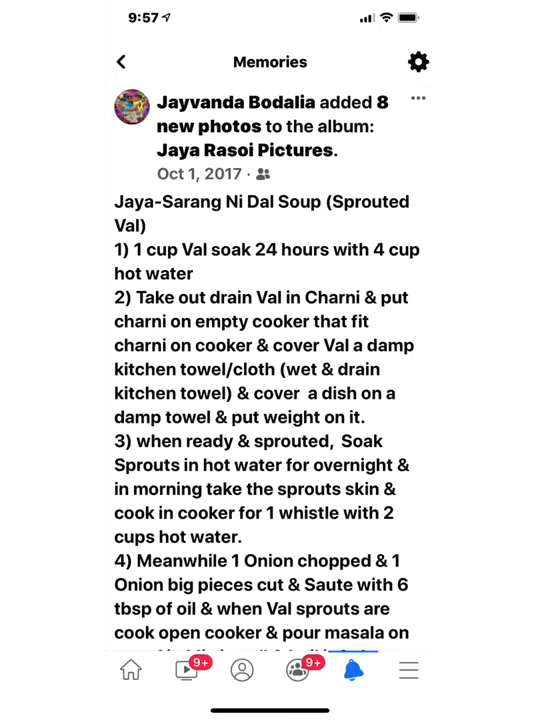 9:57
Memories
Jayvanda Bodalia added 8
new photos to the album:
Jaya Rasoi Pictures.
Oct 1, 2017 ·
Jaya-Sarang Ni Dal Soup (Sprouted
Val)
1) 1 cup Val soak 24 hours with 4 cup
hot water
2) Take out drain Val in Charni & put
charni on empty cooker that fit
charni on cooker & cover Val a damp
kitchen towel/cloth (wet & drain
kitchen towel) & cover a dish on a
damp towel & put weight on it.
3) when ready & sprouted, Soak
Sprouts in hot water for overnight &
in morning take the sprouts skin &
cook in cooker for 1 whistle with 2
cups hot water.
4) Meanwhile 1 Onion chopped & 1
Onion big pieces cut & Saute with 6
tbsp of oil & when Val sprouts are
cook open cooker & pour masala on
9+ 9+